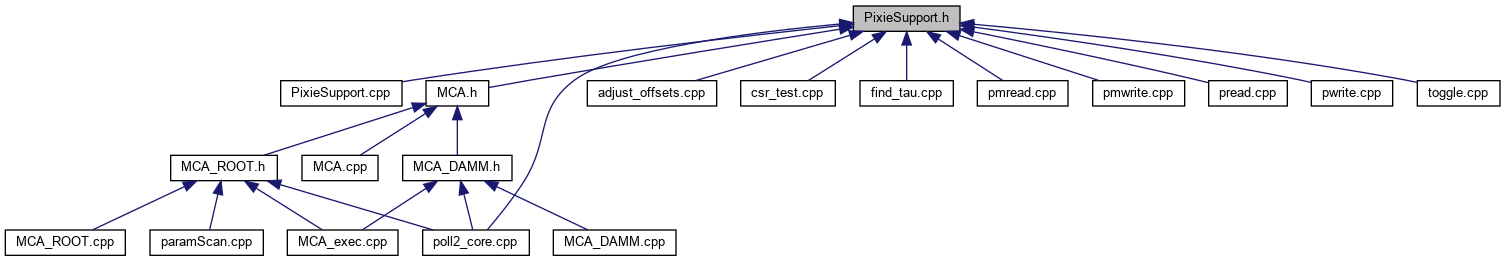 PixieSupport.h
PixieSupport.cpp
MCA.h
adjust_offsets.cpp
csr_test.cpp
find_tau.cpp
pmread.cpp
pmwrite.cpp
pread.cpp
pwrite.cpp
toggle.cpp
MCA_ROOT.h
MCA.cpp
MCA_DAMM.h
MCA_ROOT.cpp
paramScan.cpp
MCA_exec.cpp
poll2_core.cpp
MCA_DAMM.cpp